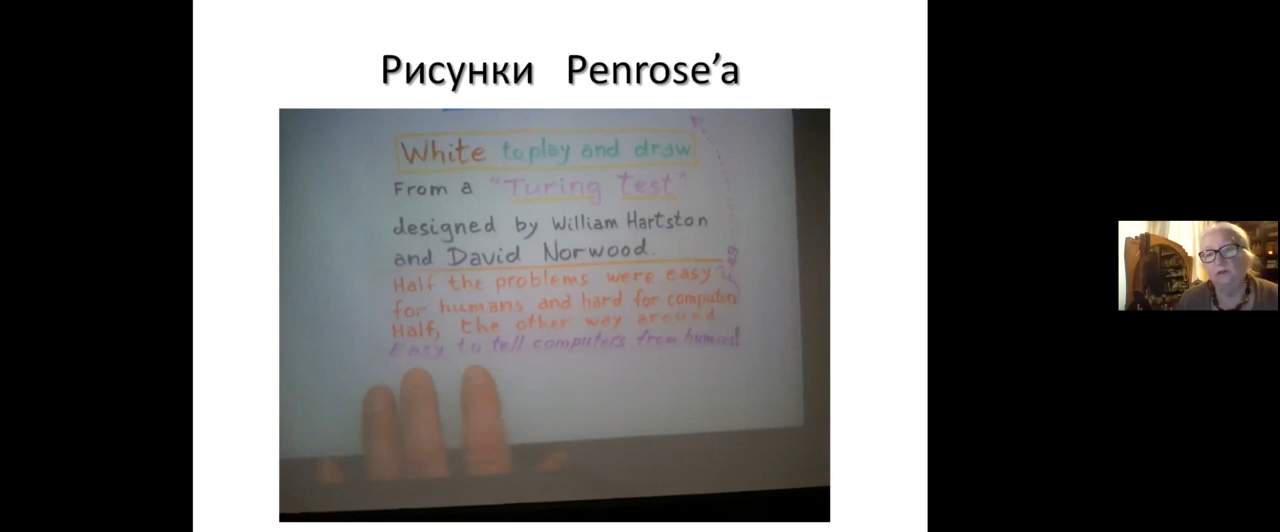 Рисунки Penrose’а
White to play and draw
From a "Turing test"
designed by William Hartston
and David Norwood.
Half the problems were easy
for humans and hard for computers
Half, the other way around
Easy to tell computers from humans!